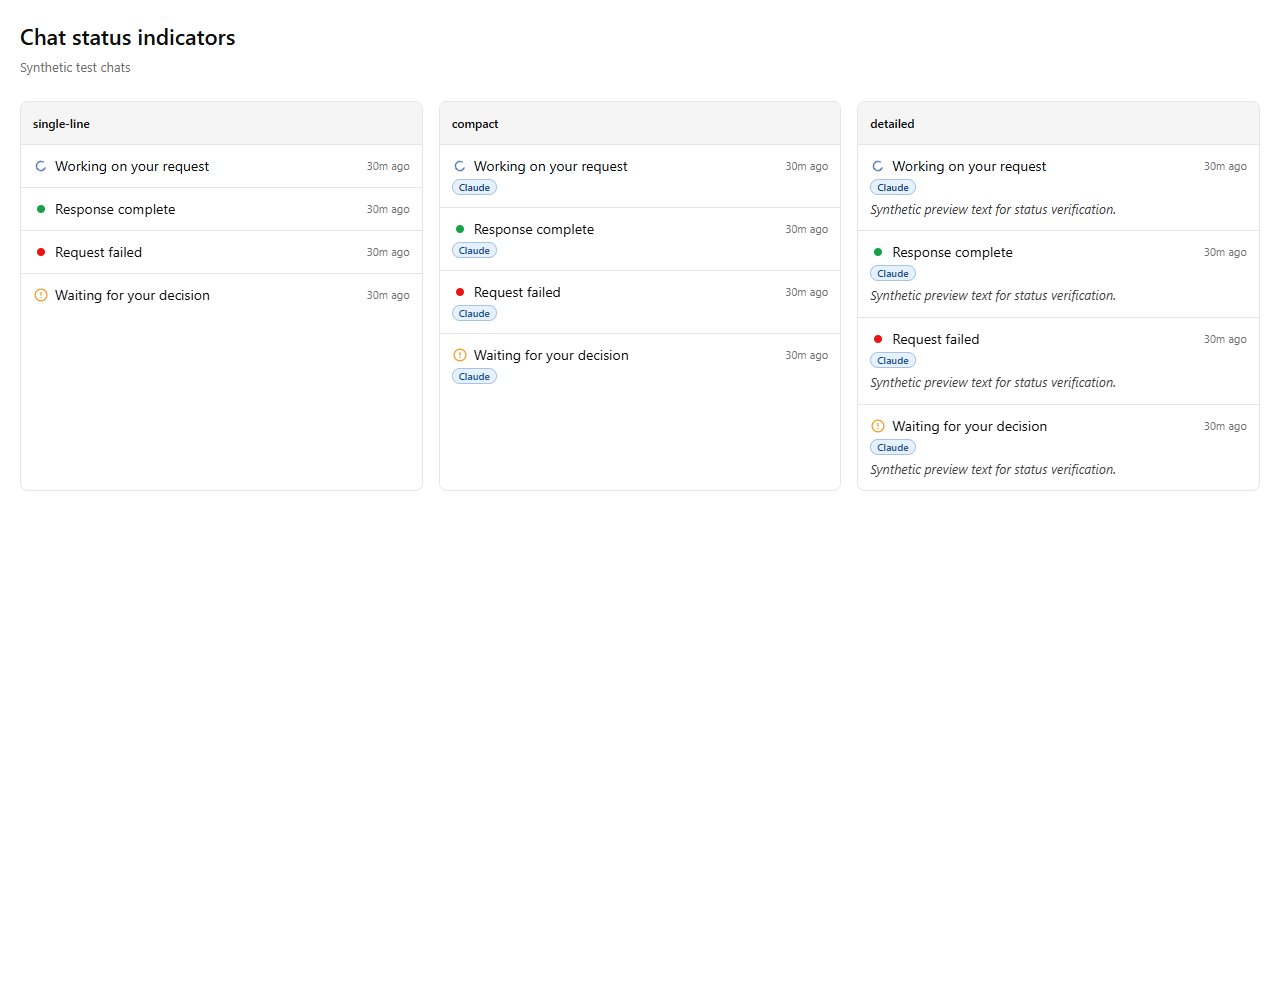 Chat status indicators
Synthetic test chats
single-line
Working on your request 30m ago
Response complete 30m ago
Request failed 30m ago
Waiting for your decision 30m ago
compact
Working on your request 30m ago
Claude
Response complete 30m ago
Claude
Request failed 30m ago
Claude
Waiting for your decision 30m ago
Claude
detailed
Working on your request 30m ago
Claude
Synthetic preview text for status verification.
Response complete 30m ago
Claude
Synthetic preview text for status verification.
Request failed 30m ago
Claude
Synthetic preview text for status verification.
Waiting for your decision 30m ago
Claude
Synthetic preview text for status verification.